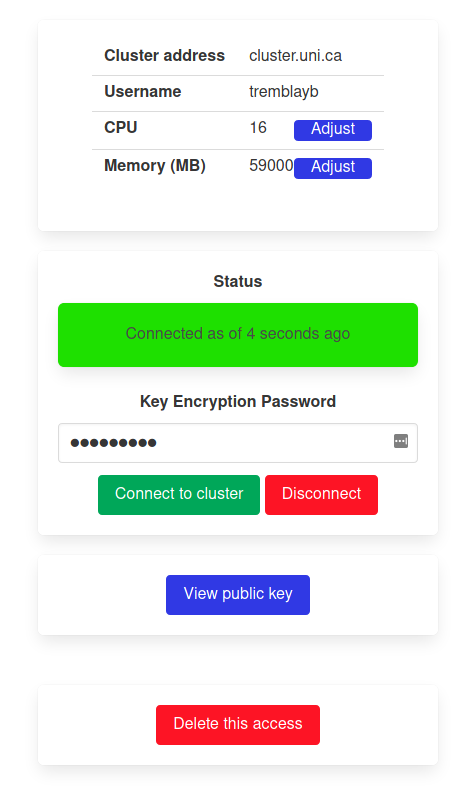 Cluster address cluster.uni.ca
Username tremblayb
CPU 16 Adjust
Memory (MB) 59000 Adjust
Status
Connected as of 4 seconds ago
Key Encryption Password
●●●●●●●●●
Connect to cluster Disconnect
View public key
Delete this access